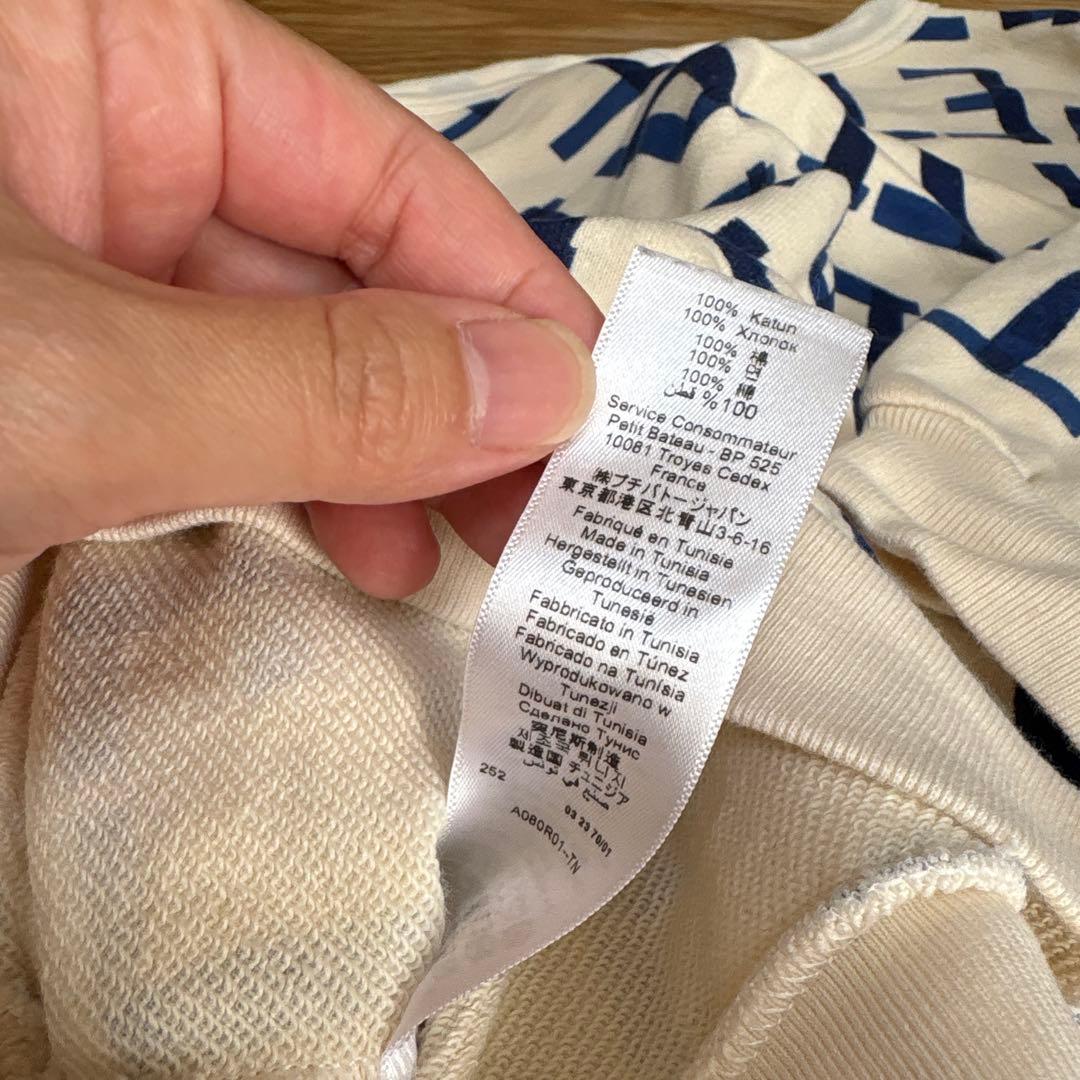 100% Katun
100% Хлопок
100% 棉
100% 면
100% 棉
100% قطن
Service Consommateur
Petit Bateau - BP 525
10081 Troyes Cedex
France
㈱プチバトージャパン
東京都港区北青山3-6-16
Fabriqué en Tunisie
Made in Tunisia
Hergestellt in Tunesien
Geproduceerd in
Tunesië
Fabbricato in Tunisia
Fabricado en Túnez
Fabricado na Tunísia
Wyprodukowano w
Tunezji
Dibuat di Tunisia
Сделано Тунис
突尼斯制造
제조국 튀니지
製造国 チュニジア
صنع في تونس
252
03 23 70/01
A080R01--TN